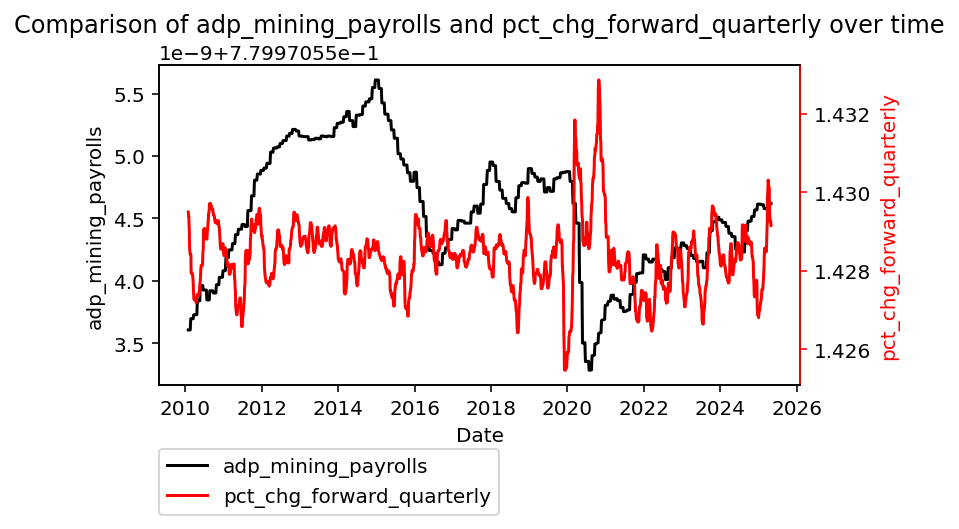 Comparison of adp_mining_payrolls and pct_chg_forward_quarterly over time
1e−9+7.7997055e−1
5.5
5.0
4.5
4.0
3.5
adp_mining_payrolls
1.432
1.430
1.428
1.426
pct_chg_forward_quarterly
2010 2012 2014 2016 2018 2020 2022 2024 2026
Date
adp_mining_payrolls
pct_chg_forward_quarterly